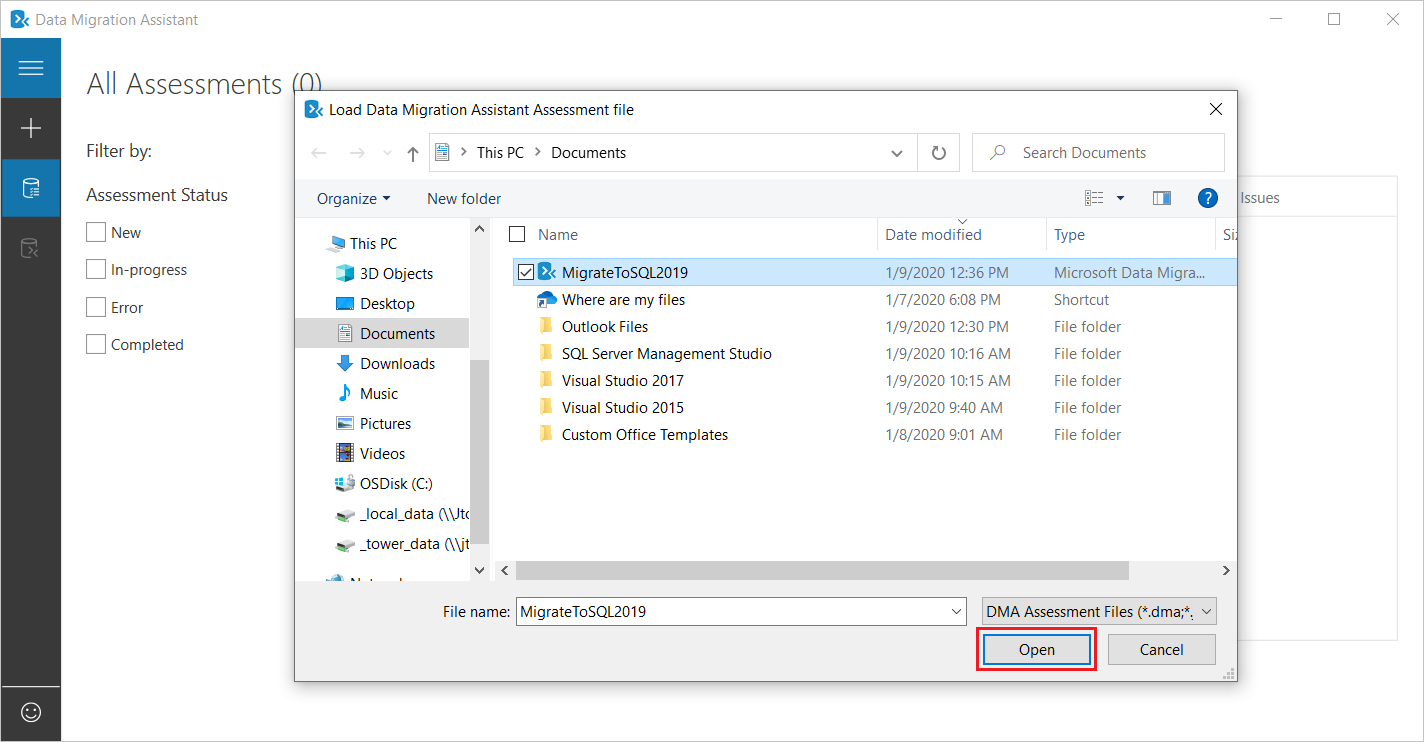 Data Migration Assistant
All Assessments (0)
Filter by:
Assessment Status
New
In-progress
Error
Completed
Issues
Load Data Migration Assistant Assessment file
This PC > Documents
Search Documents
Organize
New folder
?
This PC
3D Objects
Desktop
Documents
Downloads
Music
Pictures
Videos
OSDisk (C:)
_local_data (\\Jtc
_tower_data (\\jt
Name Date modified Type
MigrateToSQL2019 1/9/2020 12:36 PM Microsoft Data Migra...
Where are my files 1/7/2020 6:08 PM Shortcut
Outlook Files 1/9/2020 12:30 PM File folder
SQL Server Management Studio 1/9/2020 10:16 AM File folder
Visual Studio 2017 1/9/2020 10:15 AM File folder
Visual Studio 2015 1/9/2020 9:40 AM File folder
Custom Office Templates 1/8/2020 9:01 AM File folder
File name: MigrateToSQL2019
DMA Assessment Files (*.dma;*.
Open
Cancel